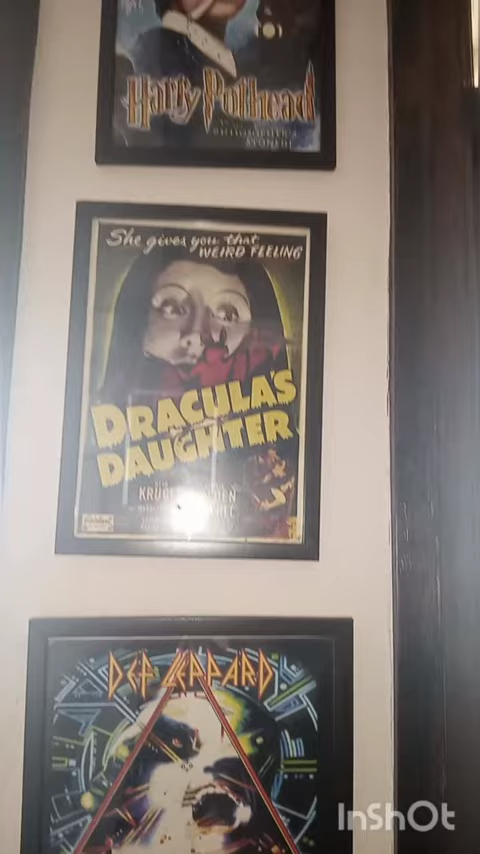 Harry Pothead
She gives you that
WEIRD FEELING
DRACULA'S
DAUGHTER
DEF LEPPARD
InShOt